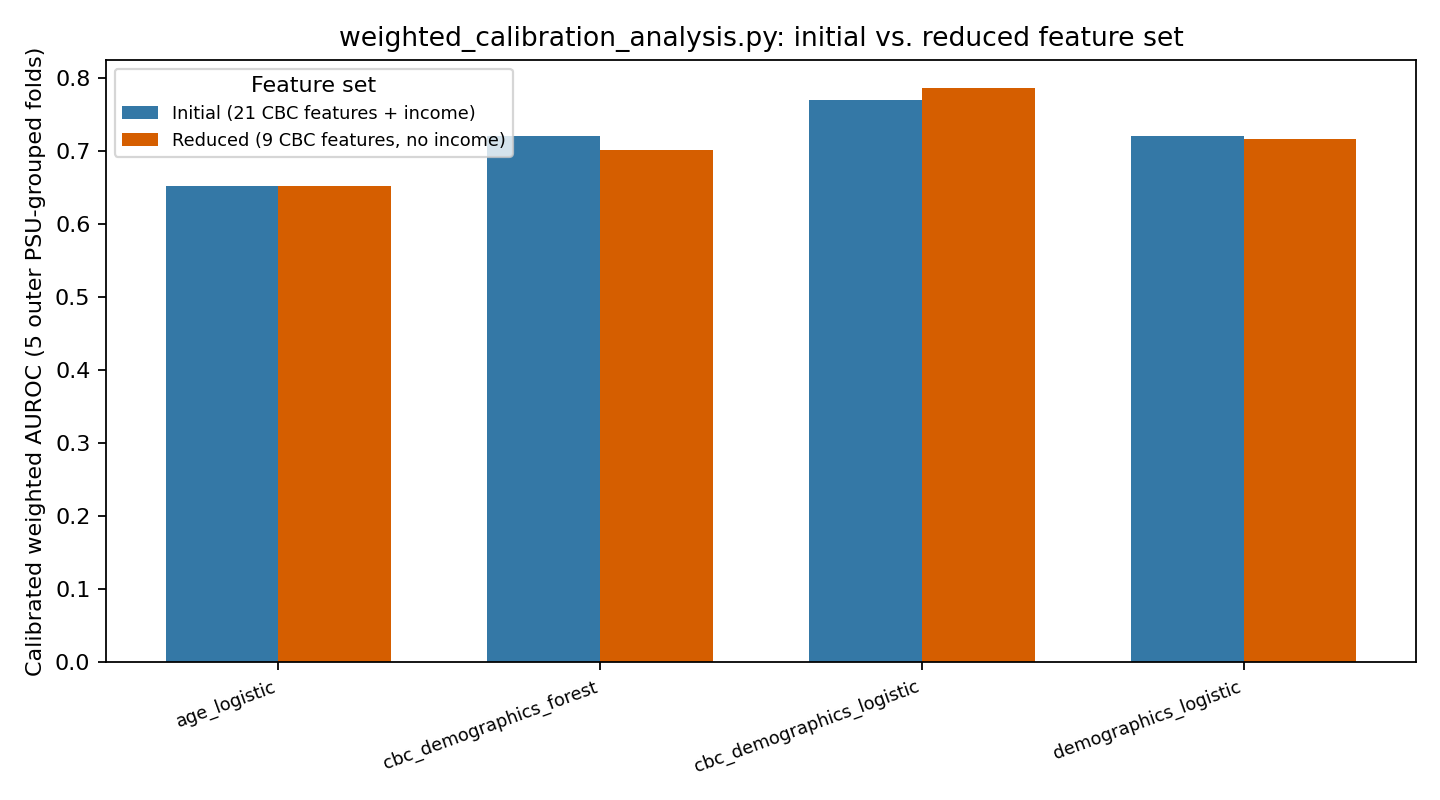 weighted_calibration_analysis.py: initial vs. reduced feature set
Calibrated weighted AUROC (5 outer PSU-grouped folds)
0.8
0.7
0.6
0.5
0.4
0.3
0.2
0.1
0.0
Feature set
Initial (21 CBC features + income)
Reduced (9 CBC features, no income)
age_logistic
cbc_demographics_forest
cbc_demographics_logistic
demographics_logistic